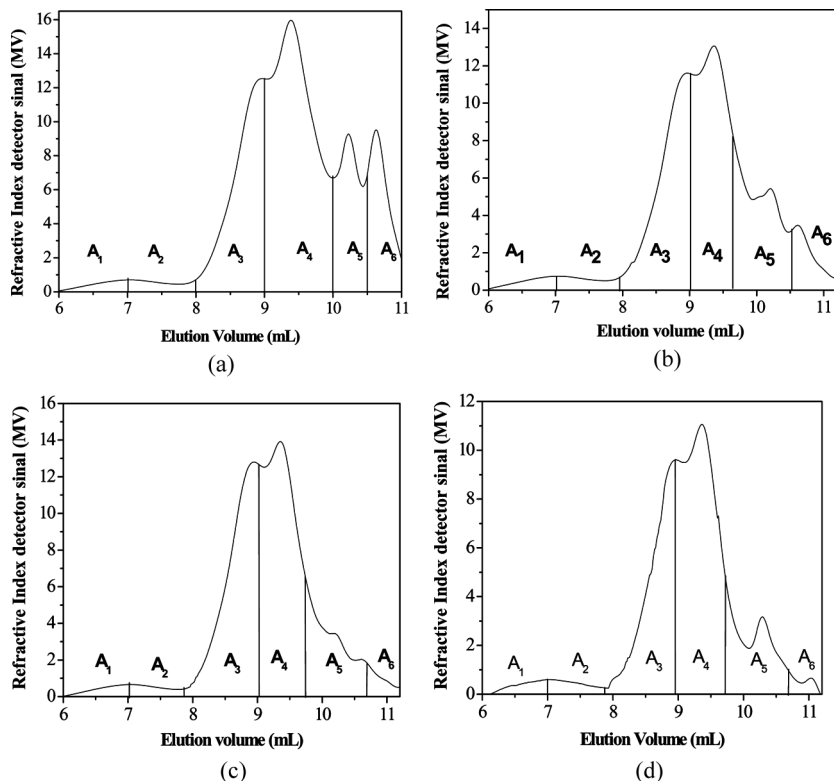 Refractive Index detector sinal (MV)
16
14
12
10
8
6
4
2
0
A1 A2 A3 A4 A5 A6
6 7 8 9 10 11
Elution Volume (mL)
(a)
Refractive Index detector sinal (MV)
14
12
10
8
6
4
2
0
A1 A2 A3 A4 A5 A6
6 7 8 9 10 11
Elution Volume (mL)
(b)
Refractive Index detector sinal (MV)
16
14
12
10
8
6
4
2
0
A1 A2 A3 A4 A5 A6
6 7 8 9 10 11
Elution volume (mL)
(c)
Refractive Index detector sinal (MV)
12
10
8
6
4
2
0
A1 A2 A3 A4 A5 A6
6 7 8 9 10 11
Elution Volume (mL)
(d)